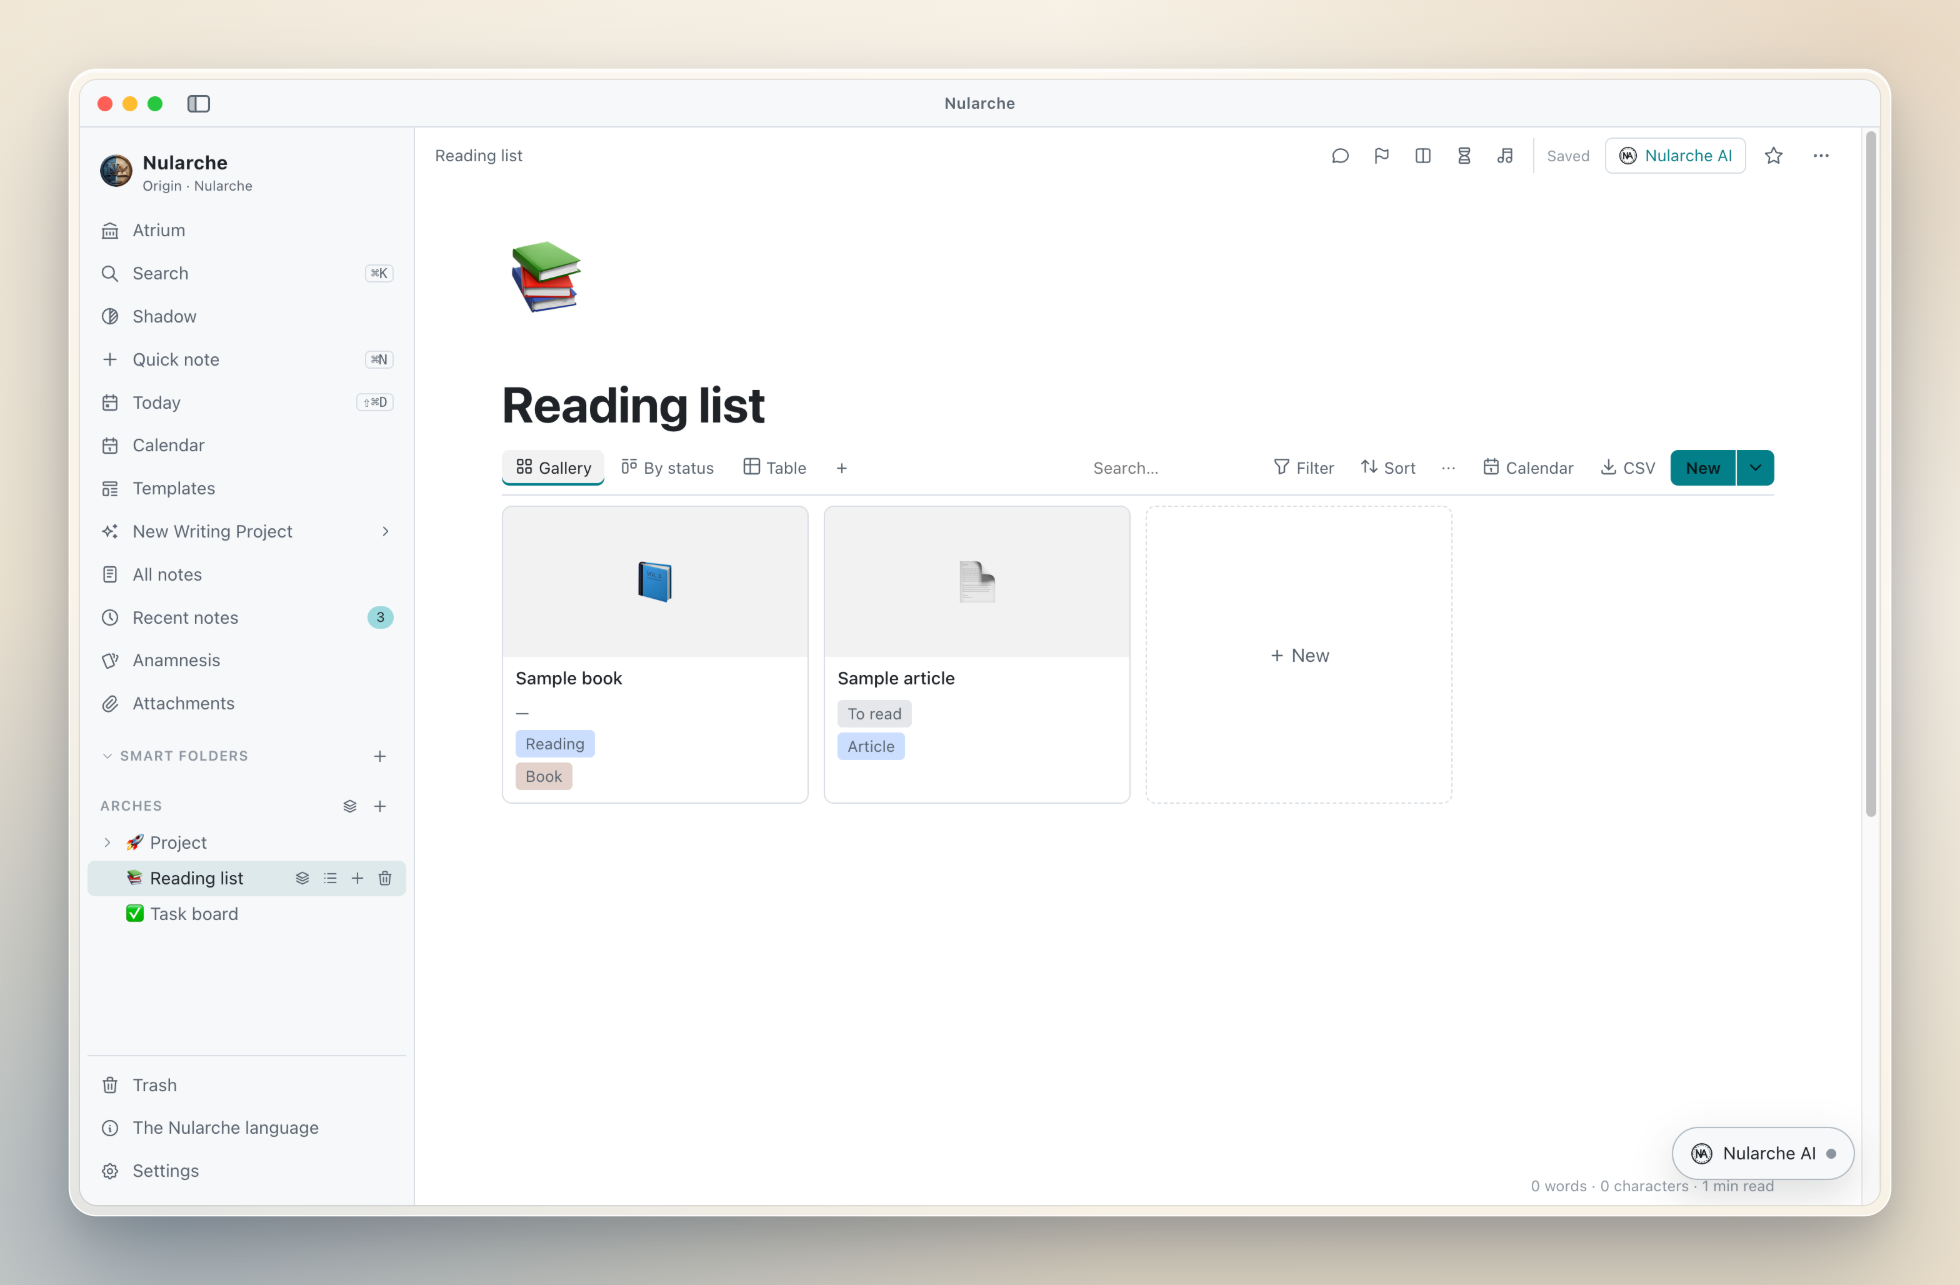 Nularche
Nularche
Origin · Nularche
Atrium
Search ⌘K
Shadow
Quick note ⌘N
Today ⇧⌘D
Calendar
Templates
New Writing Project
All notes
Recent notes 3
Anamnesis
Attachments
SMART FOLDERS
ARCHES
Project
Reading list
Task board
Trash
The Nularche language
Settings
Reading list Saved Nularche AI
Reading list
Gallery By status Table + Search... Filter Sort ··· Calendar CSV New
Sample book
—
Reading
Book
Sample article
To read
Article
+ New
Nularche AI
0 words · 0 characters · 1 min read